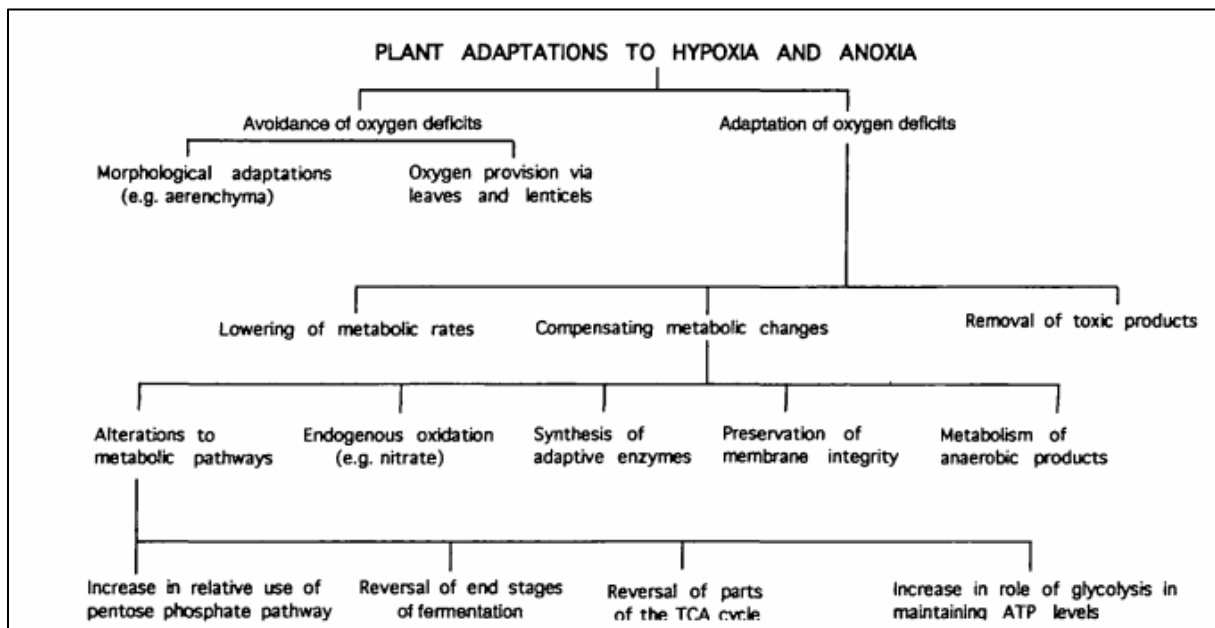 PLANT ADAPTATIONS TO HYPOXIA AND ANOXIA
Avoidance of oxygen deficits
Adaptation of oxygen deficits
Morphological adaptations
(e.g. aerenchyma)
Oxygen provision via
leaves and lenticels
Lowering of metabolic rates
Compensating metabolic changes
Removal of toxic products
Alterations to
metabolic pathways
Endogenous oxidation
(e.g. nitrate)
Synthesis of
adaptive enzymes
Preservation of
membrane integrity
Metabolism of
anaerobic products
Increase in relative use of
pentose phosphate pathway
Reversal of end stages
of fermentation
Reversal of parts
of the TCA cycle
Increase in role of glycolysis in
maintaining ATP levels